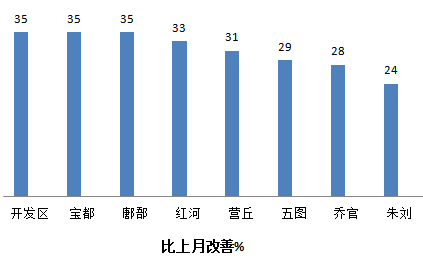 35 35 35 33 31 29 28 24
开发区 宝都 鄌郚 红河 营丘 五图 乔官 朱刘
比上月改善%